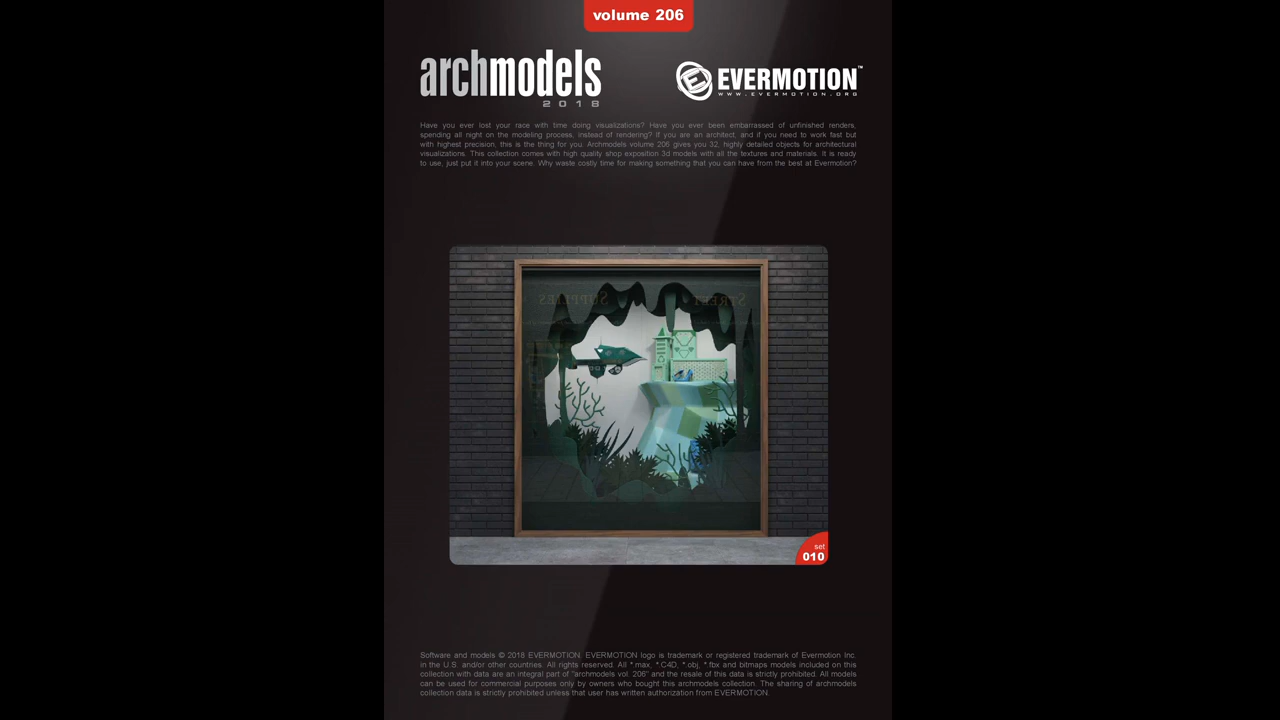 volume 206
archmodels
2018
EVERMOTION™
WWW.EVERMOTION.ORG
Have you ever lost your race with time doing visualizations? Have you ever been embarrassed of unfinished renders,
spending all night on the modeling process, instead of rendering? If you are an architect, and if you need to work fast but
with highest precision, this is the thing for you. Archmodels volume 206 gives you 32, highly detailed objects for architectural
visualizations. This collection comes with high quality shop exposition 3d models with all the textures and materials. It is ready
to use, just put it into your scene. Why waste costly time for making something that you can have from the best at Evermotion?
SUPPLIES
STREET
set
010
Software and models © 2018 EVERMOTION. EVERMOTION logo is trademark or registered trademark of Evermotion Inc.
in the U.S. and/or other countries. All rights reserved. All *.max, *.C4D, *.obj, *.fbx and bitmaps models included on this
collection with data are an integral part of "archmodels vol. 206" and the resale of this data is strictly prohibited. All models
can be used for commercial purposes only by owners who bought this archmodels collection. The sharing of archmodels
collection data is strictly prohibited unless that user has written authorization from EVERMOTION.